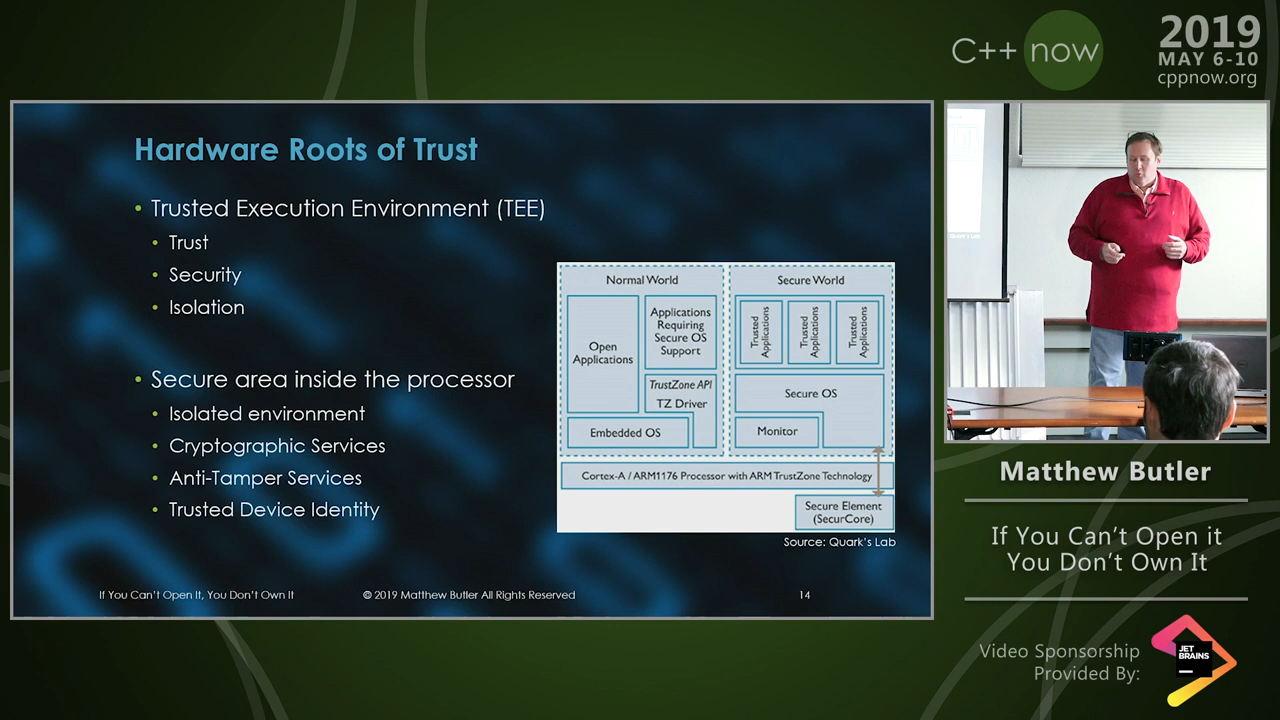 C++ now
2019
MAY 6-10
cppnow.org
Hardware Roots of Trust
• Trusted Execution Environment (TEE)
• Trust
• Security
• Isolation
• Secure area inside the processor
• Isolated environment
• Cryptographic Services
• Anti-Tamper Services
• Trusted Device Identity
Normal World
Open
Applications
Applications
Requiring
Secure OS
Support
TrustZone API
TZ Driver
Embedded OS
Secure World
Trusted
Applications
Trusted
Applications
Trusted
Applications
Secure OS
Monitor
Cortex-A / ARM1176 Processor with ARM TrustZone Technology
Secure Element
(SecurCore)
Source: Quark's Lab
If You Can't Open It, You Don't Own It
© 2019 Matthew Butler All Rights Reserved
14
Matthew Butler
If You Can't Open it
You Don't Own It
Video Sponsorship
Provided By:
JET
BRAINS